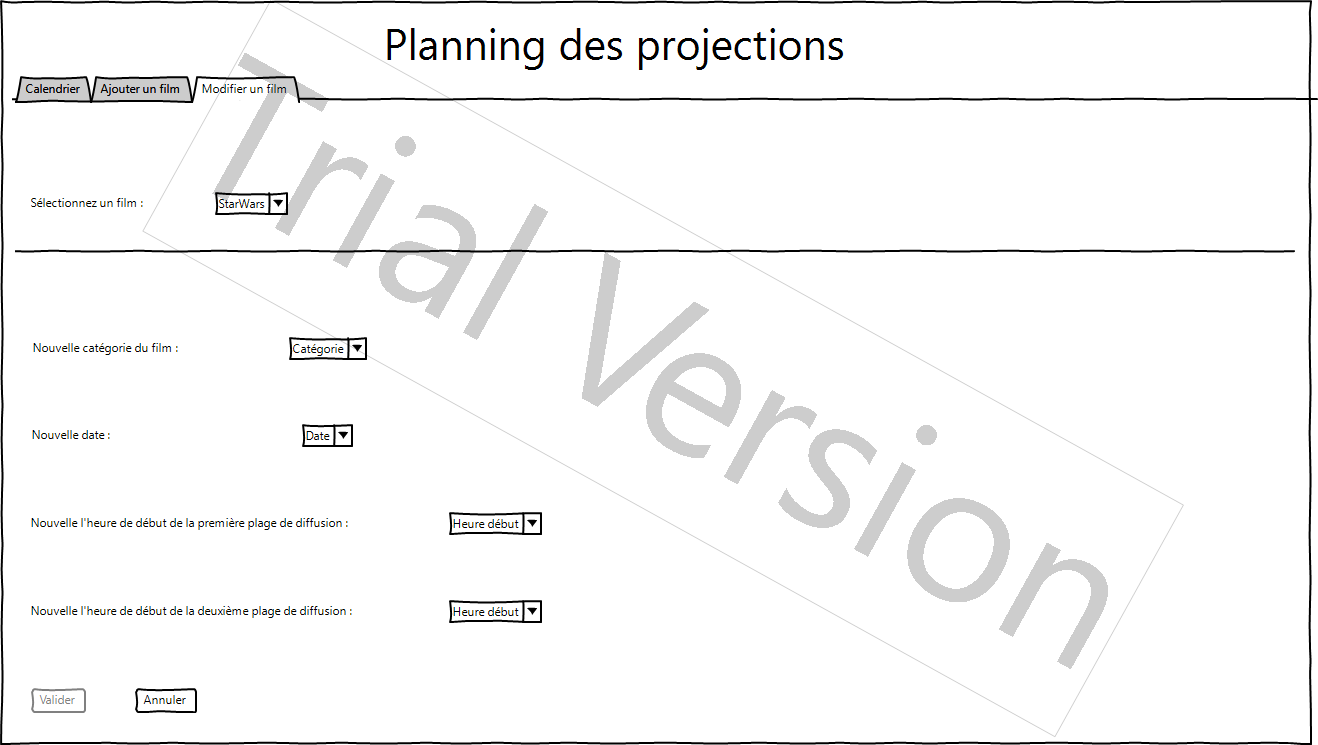 Planning des projections
Calendrier Ajouter un film Modifier un film
Sélectionnez un film : StarWars
Nouvelle catégorie du film : Catégorie
Nouvelle date : Date
Nouvelle l'heure de début de la première plage de diffusion : Heure début
Nouvelle l'heure de début de la deuxième plage de diffusion : Heure début
Valider Annuler
Trial Version